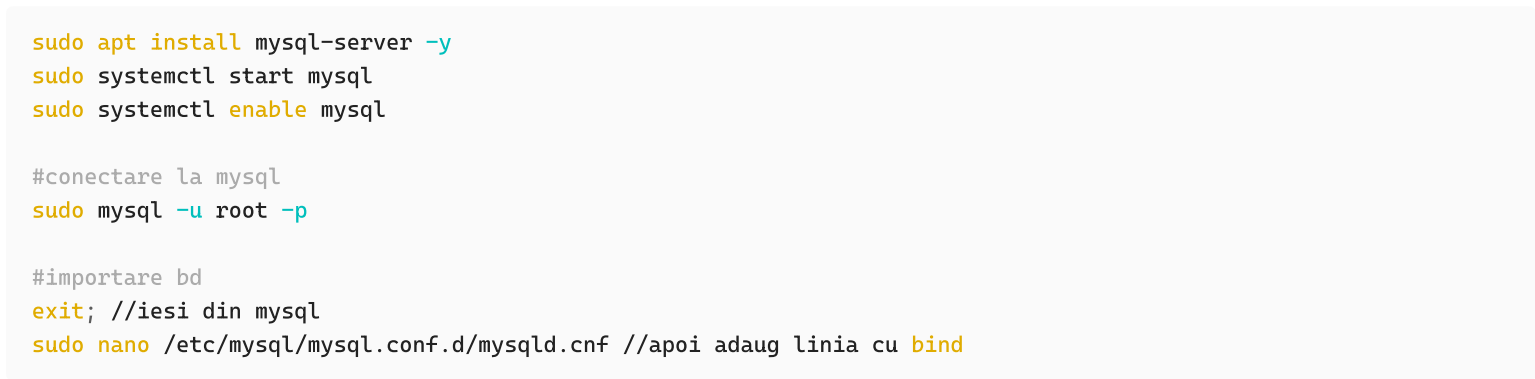 sudo apt install mysql-server -y
sudo systemctl start mysql
sudo systemctl enable mysql
#conectare la mysql
sudo mysql -u root -p
#importare bd
exit; //iesi din mysql
sudo nano /etc/mysql/mysql.conf.d/mysqld.cnf //apoi adaug linia cu bind